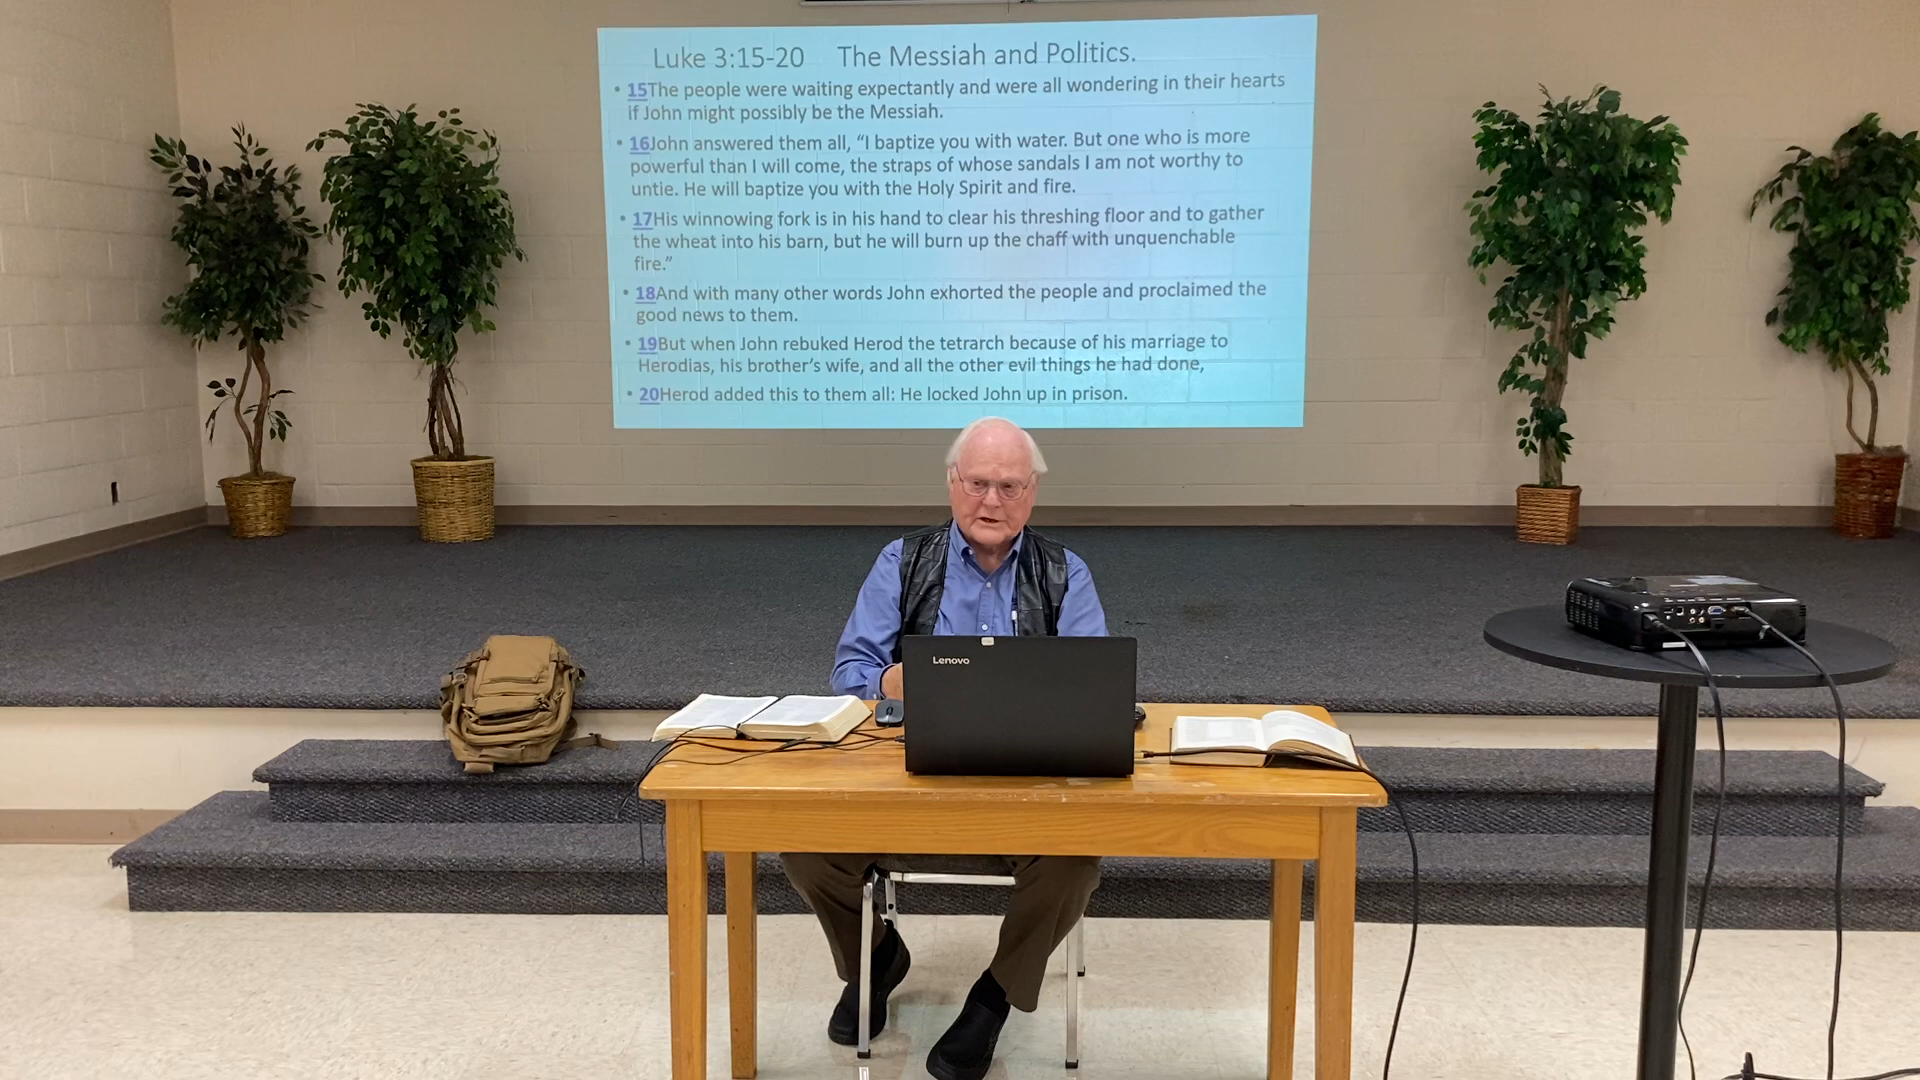 Luke 3:15-20 The Messiah and Politics.
• 15The people were waiting expectantly and were all wondering in their hearts
if John might possibly be the Messiah.
• 16John answered them all, “I baptize you with water. But one who is more
powerful than I will come, the straps of whose sandals I am not worthy to
untie. He will baptize you with the Holy Spirit and fire.
• 17His winnowing fork is in his hand to clear his threshing floor and to gather
the wheat into his barn, but he will burn up the chaff with unquenchable
fire.”
• 18And with many other words John exhorted the people and proclaimed the
good news to them.
• 19But when John rebuked Herod the tetrarch because of his marriage to
Herodias, his brother’s wife, and all the other evil things he had done,
• 20Herod added this to them all: He locked John up in prison.
Lenovo